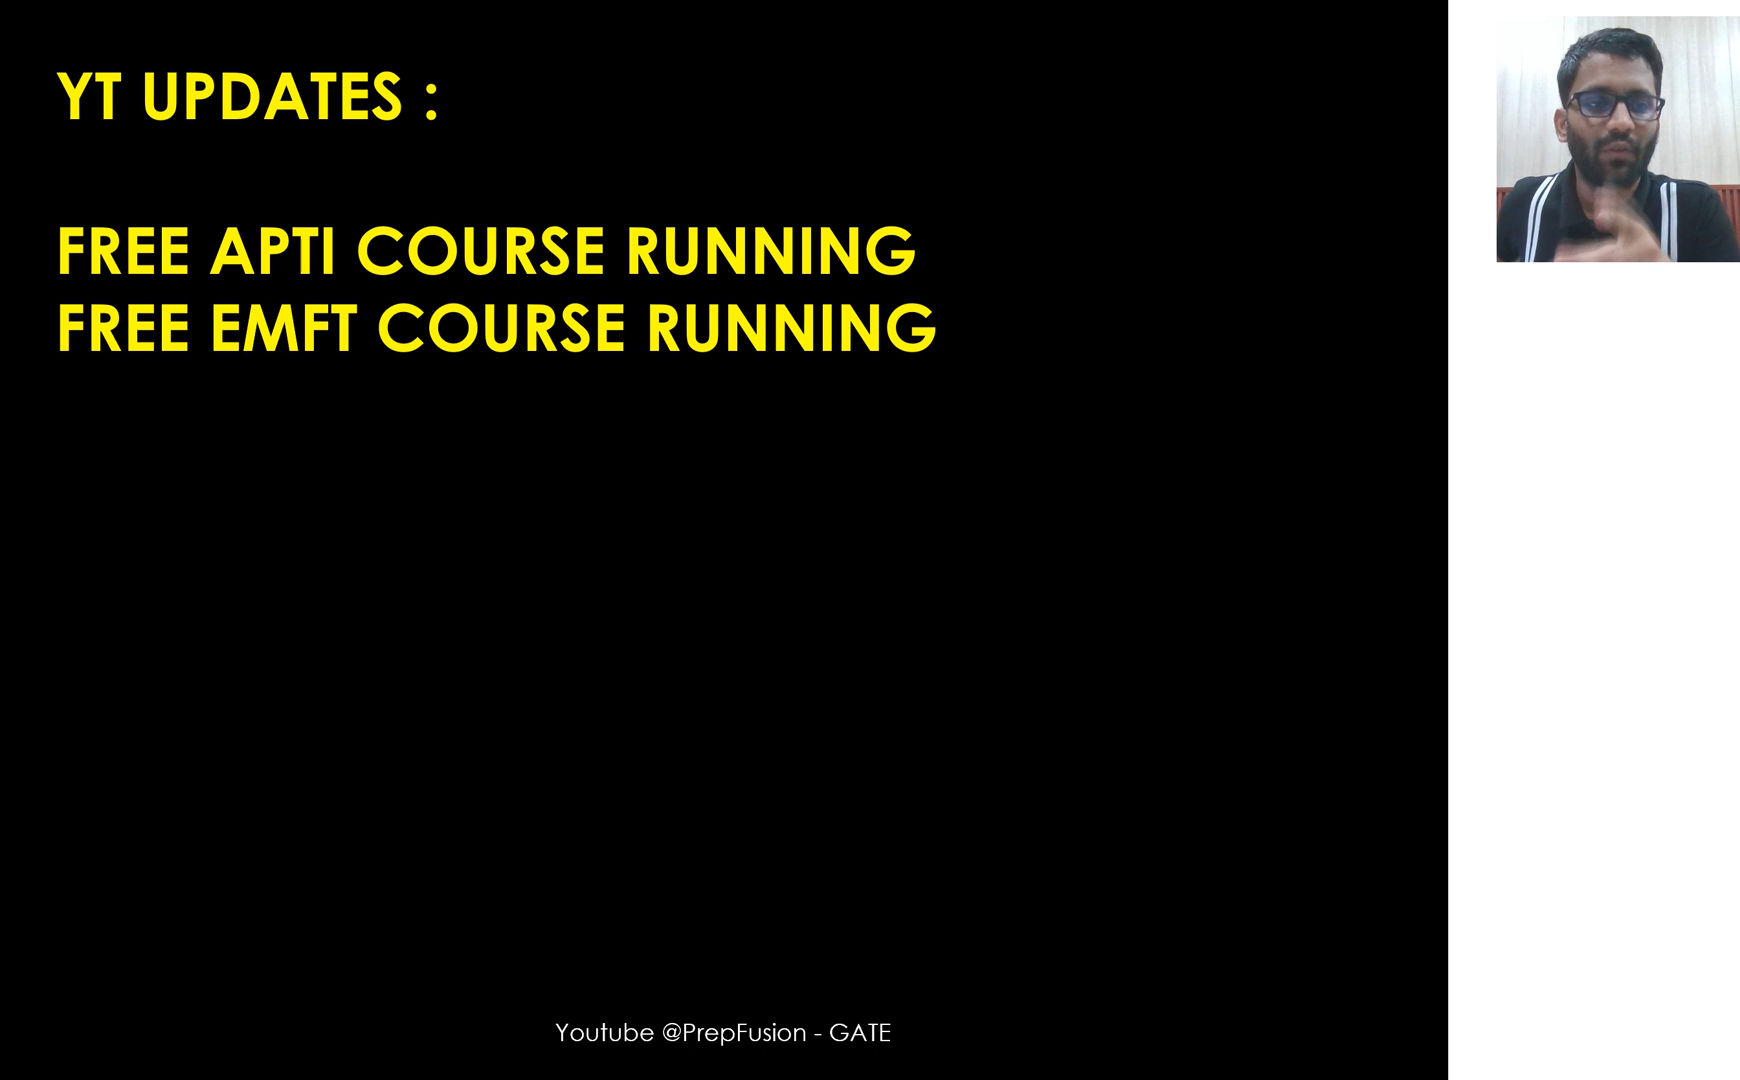 YT UPDATES :
FREE APTI COURSE RUNNING
FREE EMFT COURSE RUNNING
Youtube @PrepFusion - GATE